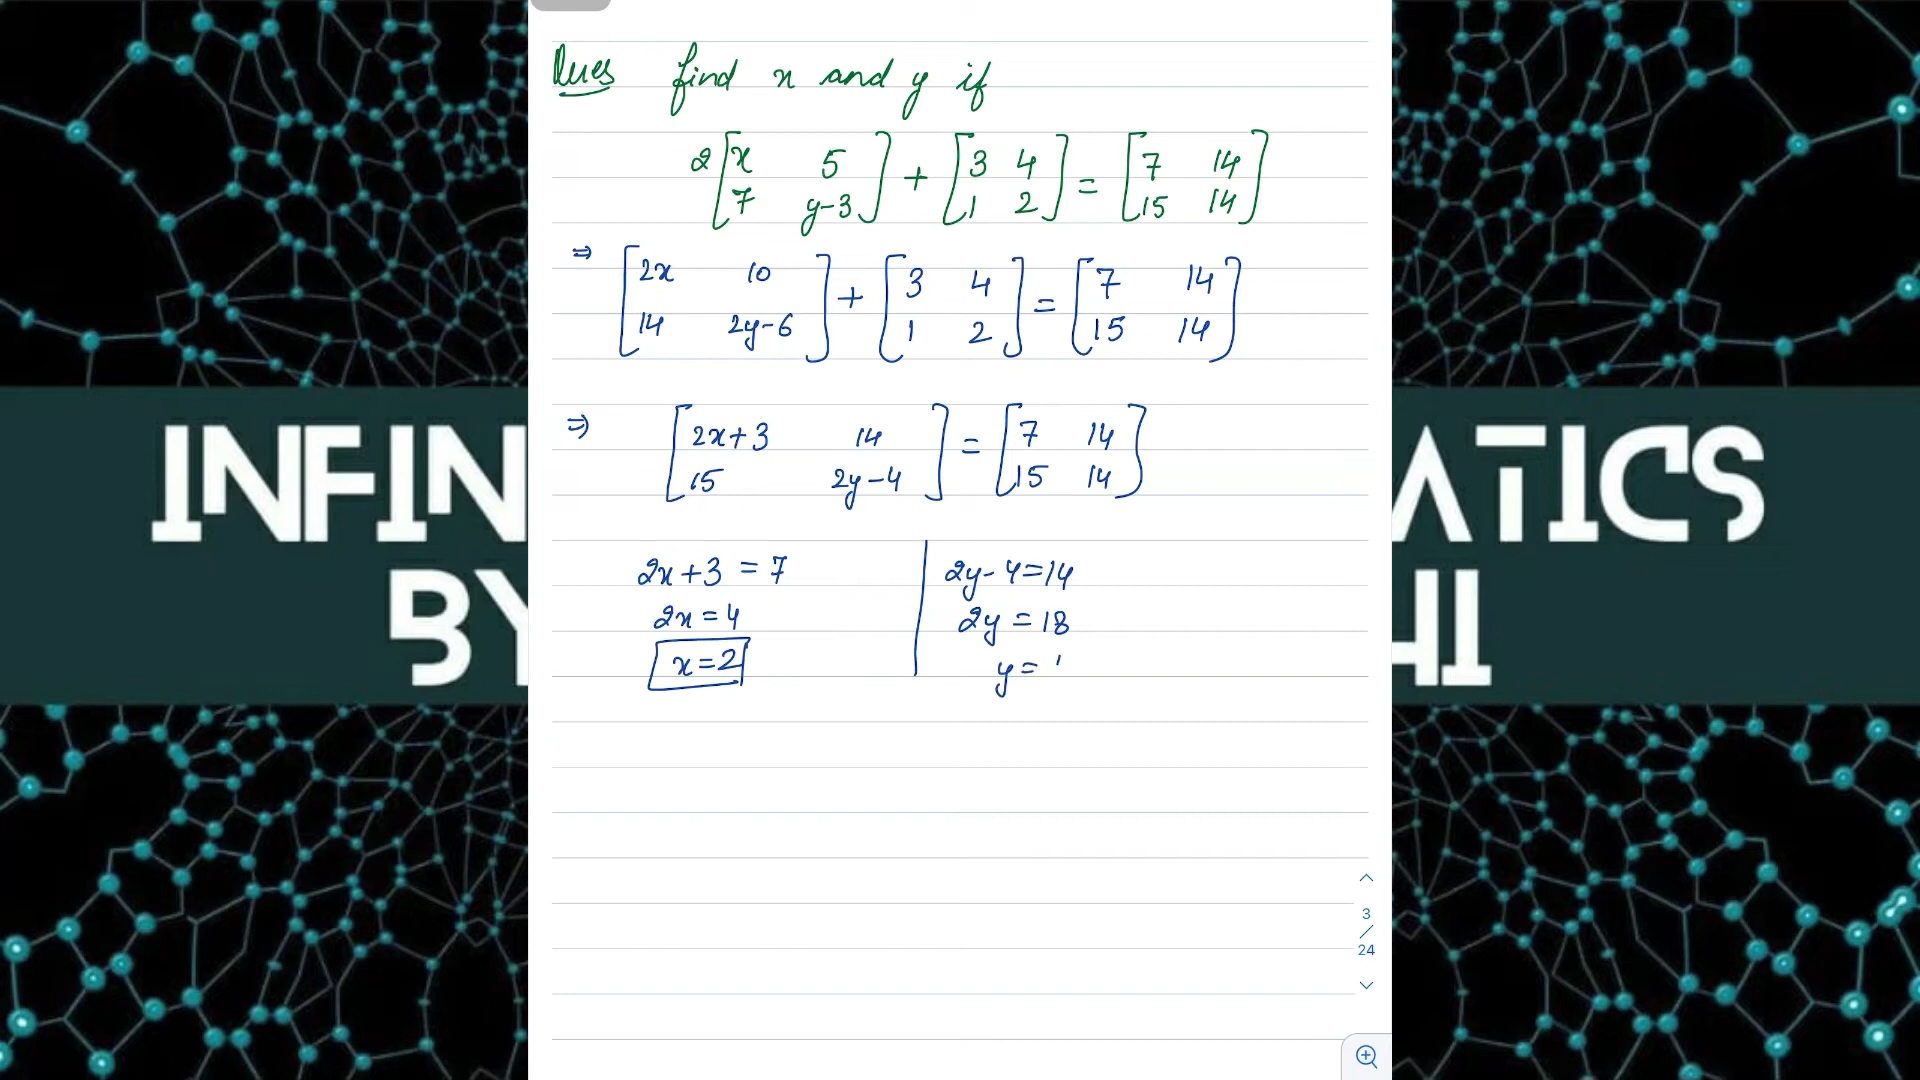 Ques find x and y if
2[x 5] + [3 4] = [7 14]
[7 y-3] [1 2] [15 14]
⇒ [2x 10] + [3 4] = [7 14]
[14 2y-6] [1 2] [15 14]
⇒ [2x+3 14] = [7 14]
[15 2y-4] [15 14]
2x+3 = 7
2x = 4
x = 2
2y-4=14
2y = 18
y =
INFIN
ATICS
BY
HI
3
/
24